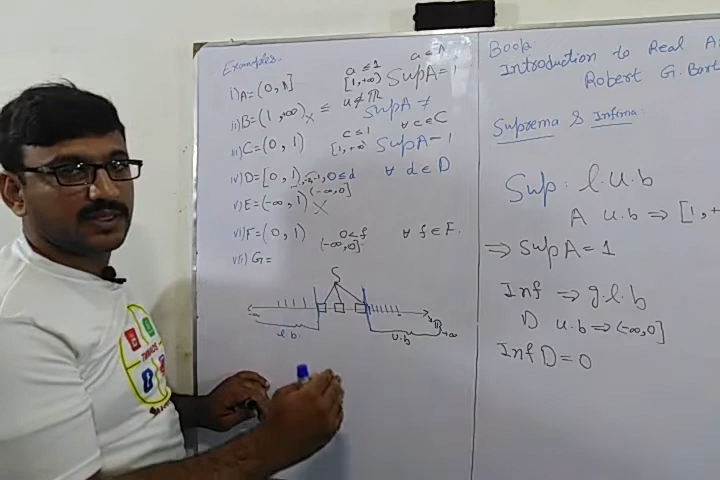 Examples.
i) A = (0, 1] a ≤ 1 [1, +∞) Sup A = 1
ii) B = (1, +∞) x ≤ u ∉ ℝ Sup A ≠
iii) C = (0, 1) c ≤ 1 ∀ c ∈ C [1, +∞) Sup A = 1
iv) D = [0, 1) 0 ≤ d ∀ d ∈ D (-∞, 0]
v) E = (-∞, 1) X
vi) F = (0, 1) 0 < f ∀ f ∈ F. (-∞, 0]
vii) G =
S
-∞
l.b.
u.b
ℝ +∞
Book
Introduction to Real
Robert G. Bart
Suprema & Infima
Sup : l.u.b
A u.b ⇒ [1, +
⇒ Sup A = 1
Inf ⇒ g.l.b
D u.b ⇒ (-∞, 0]
Inf D = 0